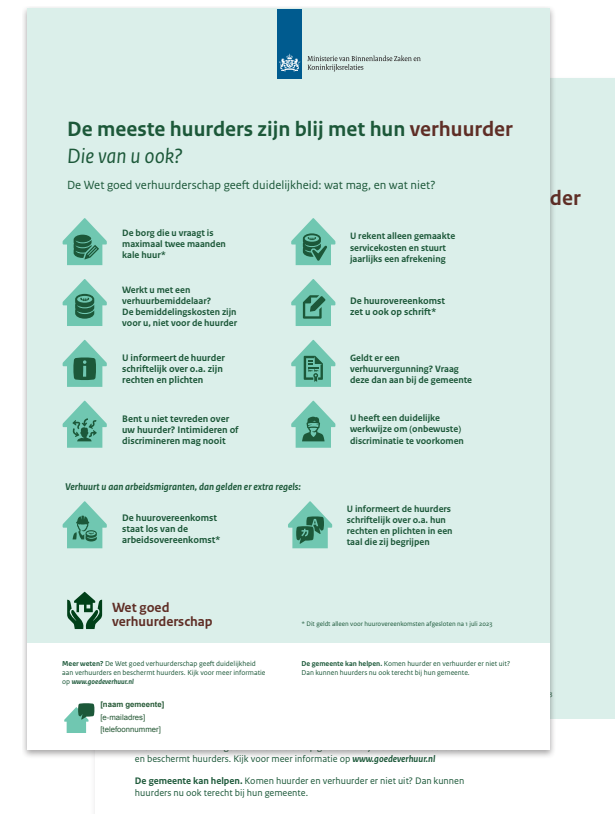 Ministerie van Binnenlandse Zaken en
Koninkrijksrelaties
De meeste huurders zijn blij met hun verhuurder
Die van u ook?
De Wet goed verhuurderschap geeft duidelijkheid: wat mag, en wat niet?
De borg die u vraagt is
maximaal twee maanden
kale huur*
U rekent alleen gemaakte
servicekosten en stuurt
jaarlijks een afrekening
Werkt u met een
verhuurbemiddelaar?
De bemiddelingskosten zijn
voor u, niet voor de huurder
De huurovereenkomst
zet u ook op schrift*
U informeert de huurder
schriftelijk over o.a. zijn
rechten en plichten
Geldt er een
verhuurvergunning? Vraag
deze dan aan bij de gemeente
Bent u niet tevreden over
uw huurder? Intimideren of
discrimineren mag nooit
U heeft een duidelijke
werkwijze om (onbewuste)
discriminatie te voorkomen
Verhuurt u aan arbeidsmigranten, dan gelden er extra regels:
De huurovereenkomst
staat los van de
arbeidsovereenkomst*
U informeert de huurders
schriftelijk over o.a. hun
rechten en plichten in een
taal die zij begrijpen
Wet goed
verhuurderschap
* Dit geldt alleen voor huurovereenkomsten afgesloten na 1 juli 2023
Meer weten? De Wet goed verhuurderschap geeft duidelijkheid
aan verhuurders en beschermt huurders. Kijk voor meer informatie
op www.goedeverhuur.nl
De gemeente kan helpen. Komen huurder en verhuurder er niet uit?
Dan kunnen huurders nu ook terecht bij hun gemeente.
[naam gemeente]
[e-mailadres]
[telefoonnummer]
der
en beschermt huurders. Kijk voor meer informatie op www.goedeverhuur.nl
De gemeente kan helpen. Komen huurder en verhuurder er niet uit? Dan kunnen
huurders nu ook terecht bij hun gemeente.